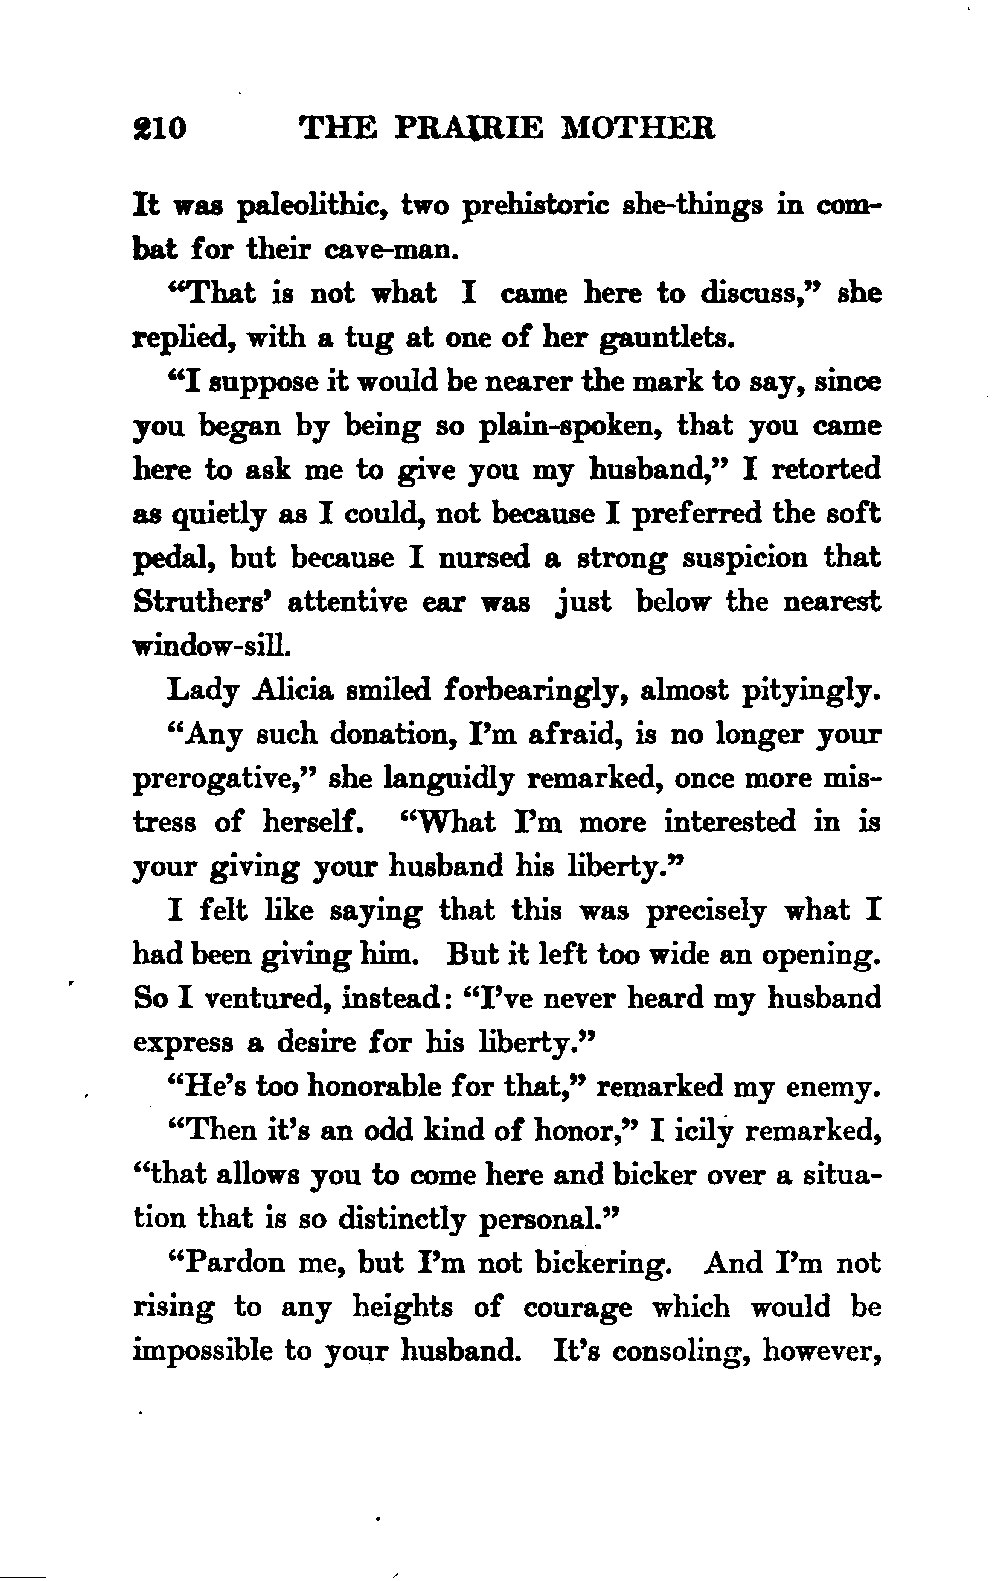 210 THE PRAIRIE MOTHER
It was paleolithic, two prehistoric she-things in com-
bat for their cave-man.
“That is not what I came here to discuss,” she
replied, with a tug at one of her gauntlets.
“I suppose it would be nearer the mark to say, since
you began by being so plain-spoken, that you came
here to ask me to give you my husband,” I retorted
as quietly as I could, not because I preferred the soft
pedal, but because I nursed a strong suspicion that
Struthers’ attentive ear was just below the nearest
window-sill.
Lady Alicia smiled forbearingly, almost pityingly.
“Any such donation, I’m afraid, is no longer your
prerogative,” she languidly remarked, once more mis-
tress of herself. “What I’m more interested in is
your giving your husband his liberty.”
I felt like saying that this was precisely what I
had been giving him. But it left too wide an opening.
So I ventured, instead: “I’ve never heard my husband
express a desire for his liberty.”
“He’s too honorable for that,” remarked my enemy.
“Then it’s an odd kind of honor,” I icily remarked,
“that allows you to come here and bicker over a situa-
tion that is so distinctly personal.”
“Pardon me, but I’m not bickering. And I’m not
rising to any heights of courage which would be
impossible to your husband. It’s consoling, however,